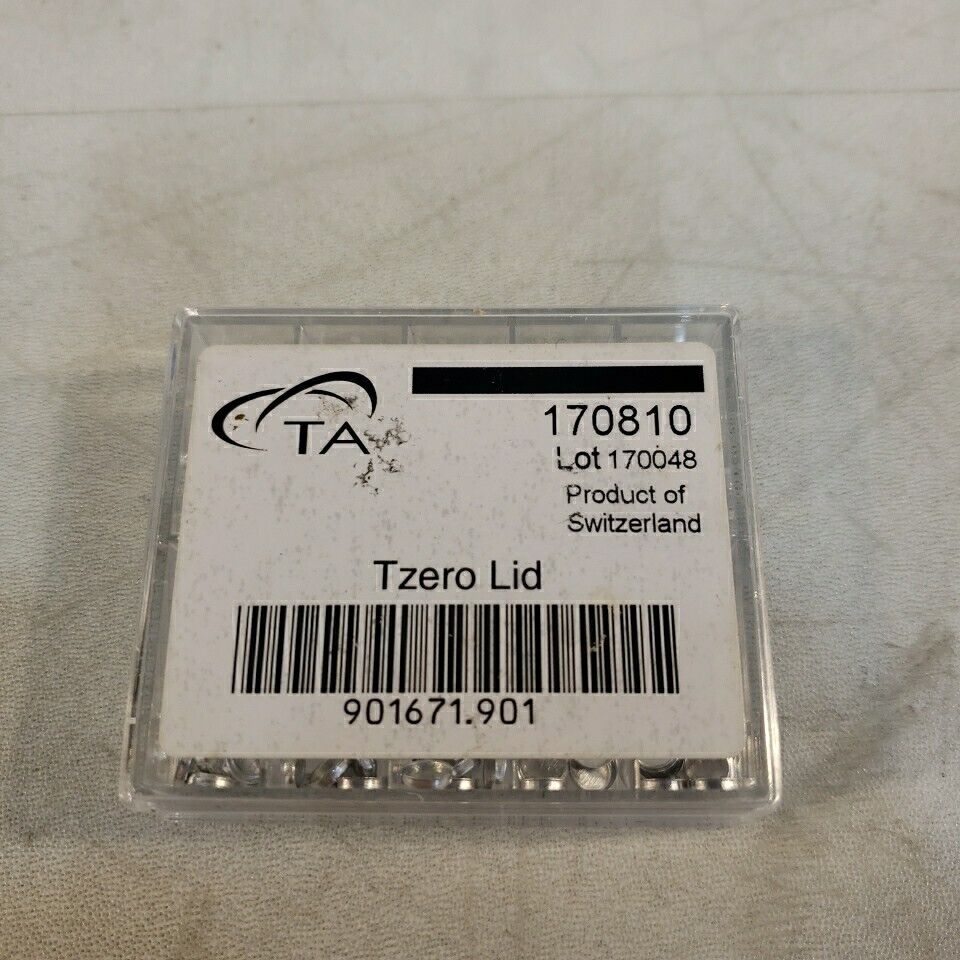 TA
170810
Lot 170048
Product of
Switzerland
Tzero Lid
901671.901